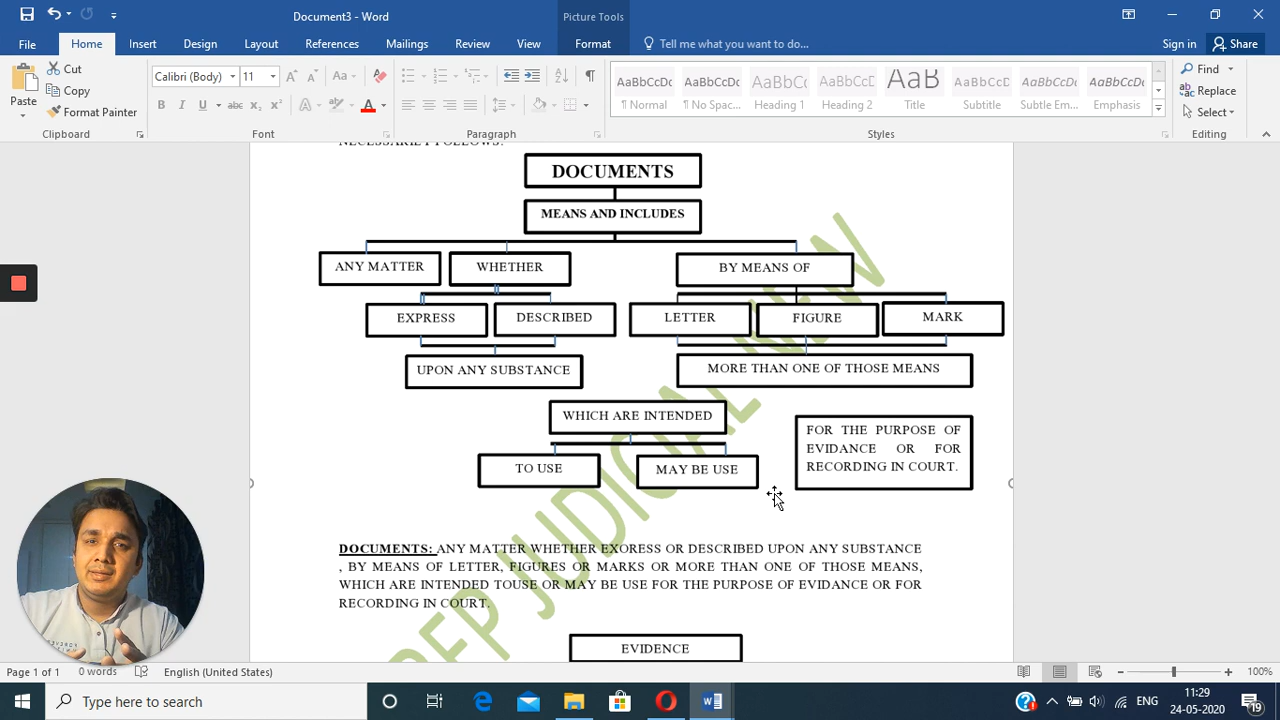 Document3 - Word
Picture Tools
File
Home
Insert
Design
Layout
References
Mailings
Review
View
Format
Tell me what you want to do...
Sign in
Share
Paste
Cut
Copy
Format Painter
Calibri (Body)
11
Clipboard
Font
Paragraph
AaBbCcDc
¶ Normal
AaBbCcDc
¶ No Spac...
AaBbCc
Heading
AaBbCcE
Heading
AaB
Title
AaBbCcD
Subtitle
AaBbCcDc
Subtle Em...
AaBbCcDc
Emphasis
Styles
Find
Replace
Select
Editing
NECESSARILY FOLLOWS.
DOCUMENTS
MEANS AND INCLUDES
ANY MATTER
WHETHER
BY MEANS OF
EXPRESS
DESCRIBED
LETTER
FIGURE
MARK
UPON ANY SUBSTANCE
MORE THAN ONE OF THOSE MEANS
WHICH ARE INTENDED
TO USE
MAY BE USE
FOR THE PURPOSE OF
EVIDANCE OR FOR
RECORDING IN COURT.
DOCUMENTS: ANY MATTER WHETHER EXORESS OR DESCRIBED UPON ANY SUBSTANCE
, BY MEANS OF LETTER, FIGURES OR MARKS OR MORE THAN ONE OF THOSE MEANS,
WHICH ARE INTENDED TOUSE OR MAY BE USE FOR THE PURPOSE OF EVIDANCE OR FOR
RECORDING IN COURT.
EVIDENCE
JUDICIAL VIEW
Page 1 of 1
0 words
English (United States)
100%
Type here to search
ENG
11:29
24-05-2020
19